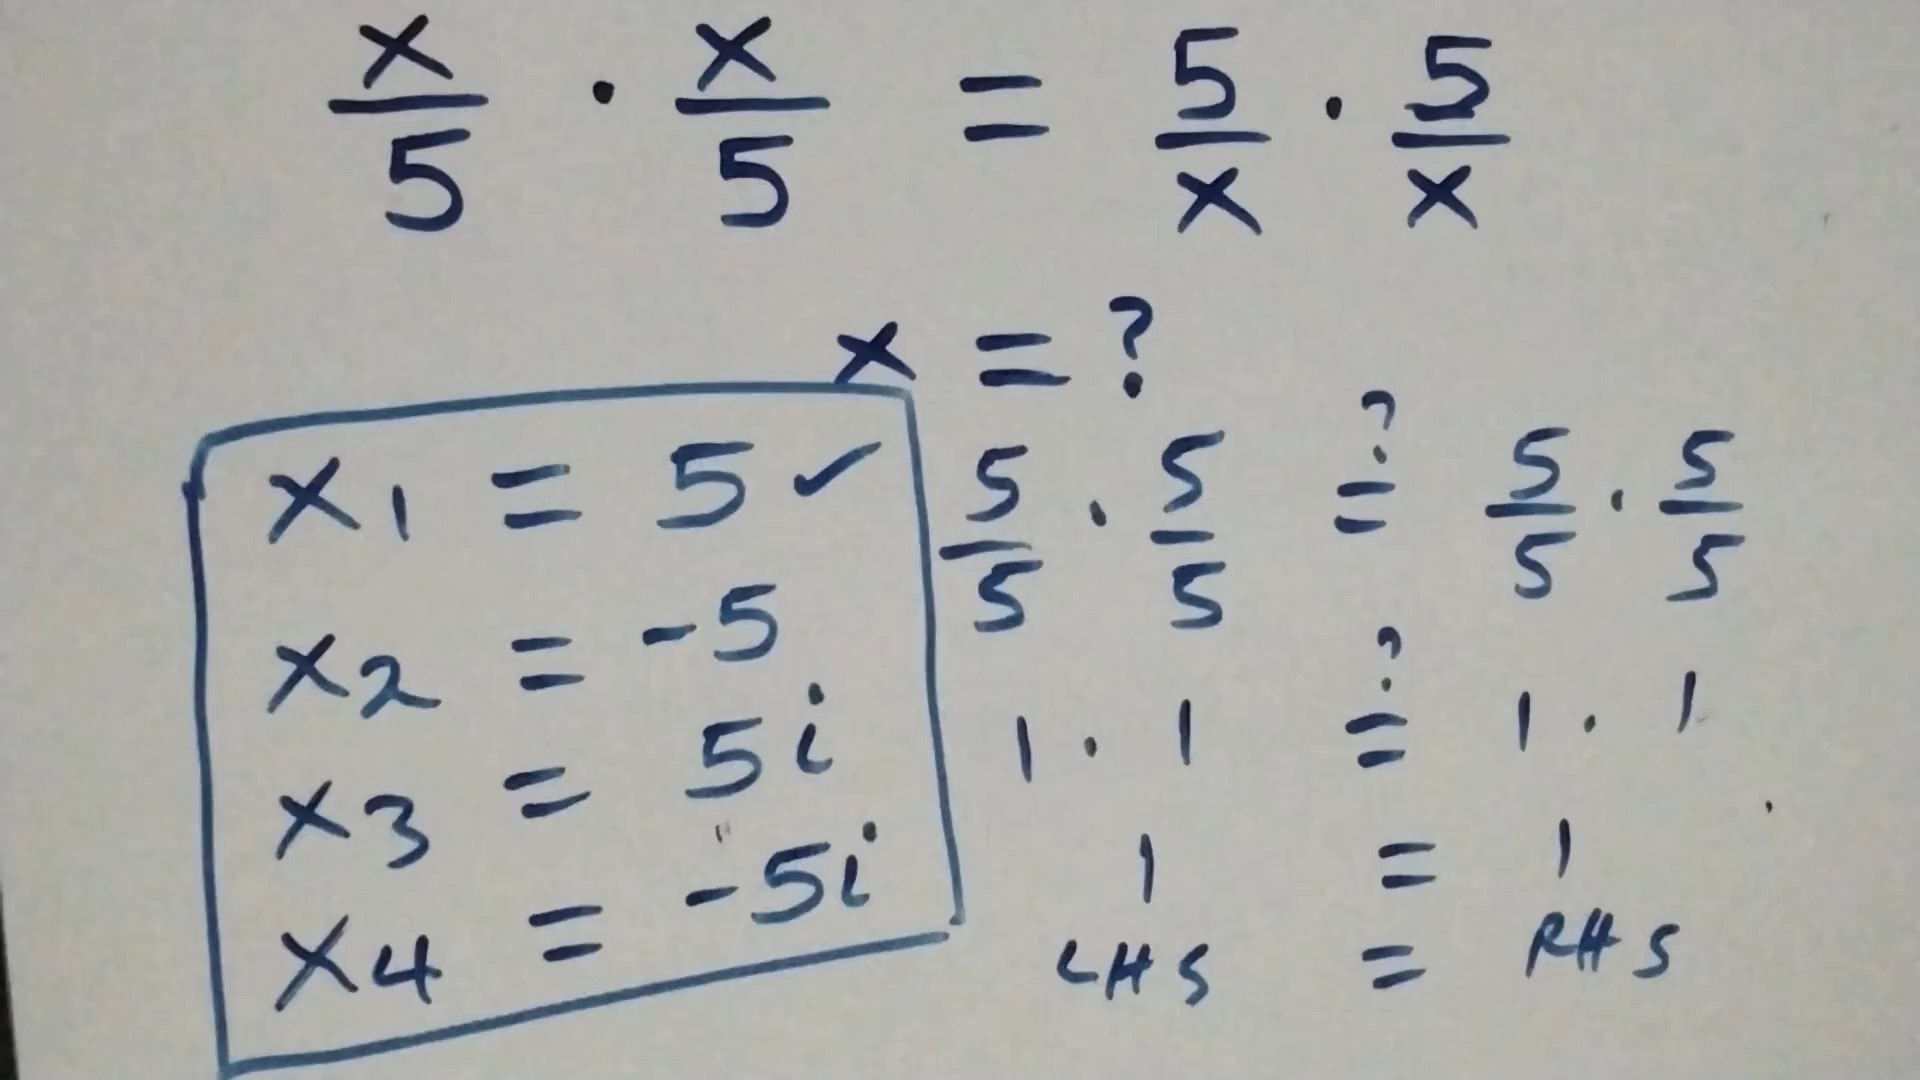 x/5 · x/5 = 5/x · 5/x
x = ?
x1 = 5 ✓
x2 = -5
x3 = 5i
x4 = -5i
5/5 · 5/5 ?= 5/5 · 5/5
1 · 1 ?= 1 · 1
1 = 1
LHS = RHS